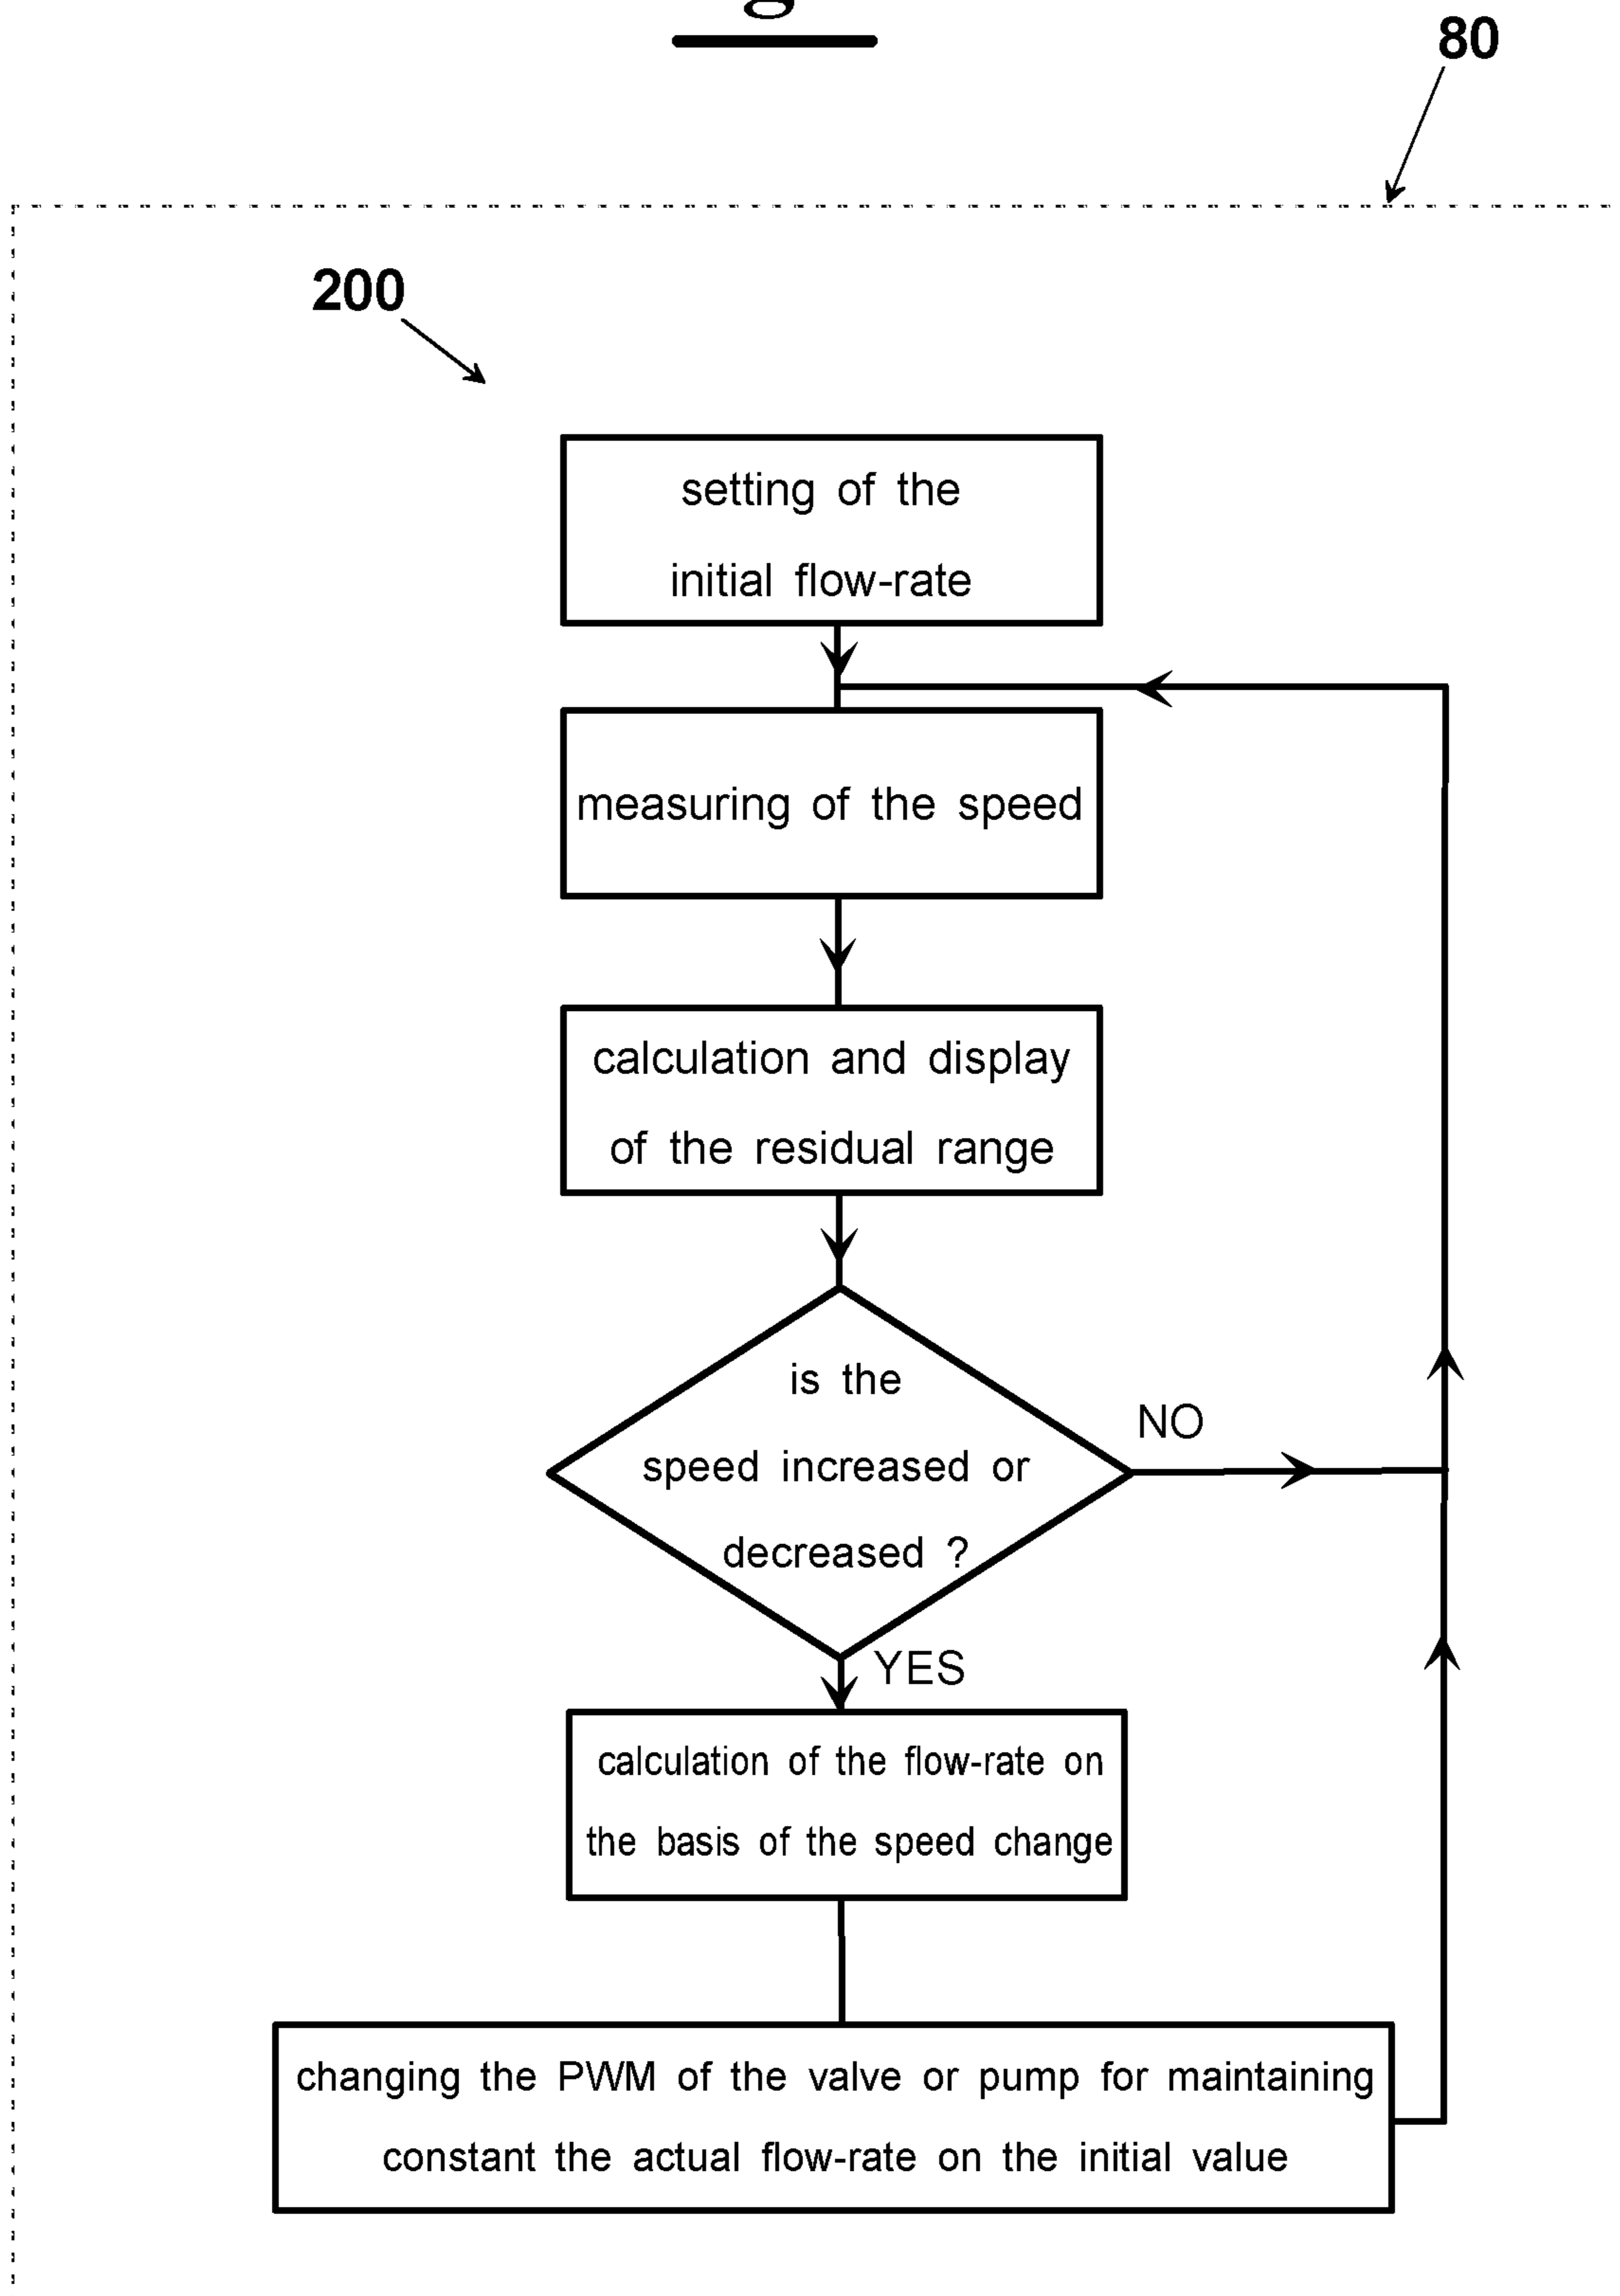 80
200
setting of the
initial flow-rate
measuring of the speed
calculation and display
of the residual range
is the
speed increased or
decreased ?
NO
YES
calculation of the flow-rate on
the basis of the speed change
changing the PWM of the valve or pump for maintaining
constant the actual flow-rate on the initial value